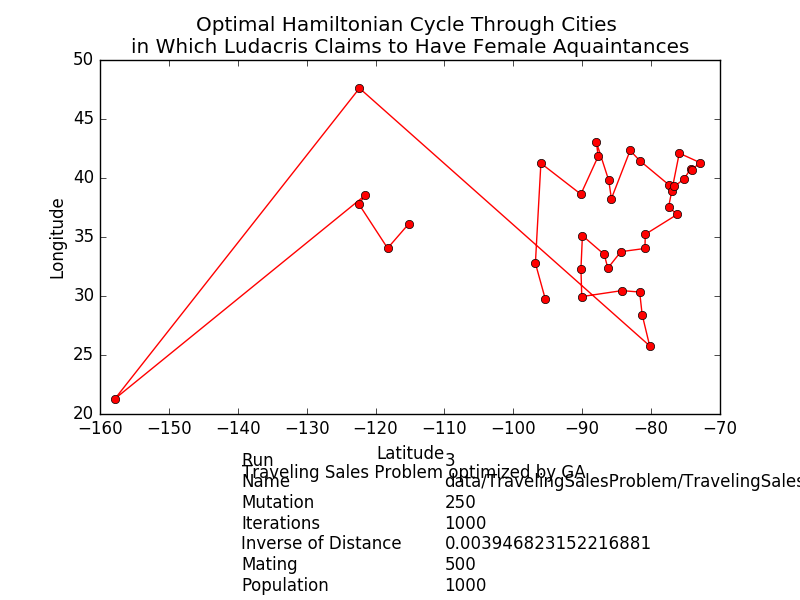 Optimal Hamiltonian Cycle Through Cities
in Which Ludacris Claims to Have Female Aquaintances
50
45
40
35
30
25
20
Longitude
−160 −150 −140 −130 −120 −110 −100 −90 −80 −70
Latitude
Run 3
Traveling Sales Problem optimized by GA
Name data/TravelingSalesProblem/TravelingSales
Mutation 250
Iterations 1000
Inverse of Distance 0.003946823152216881
Mating 500
Population 1000